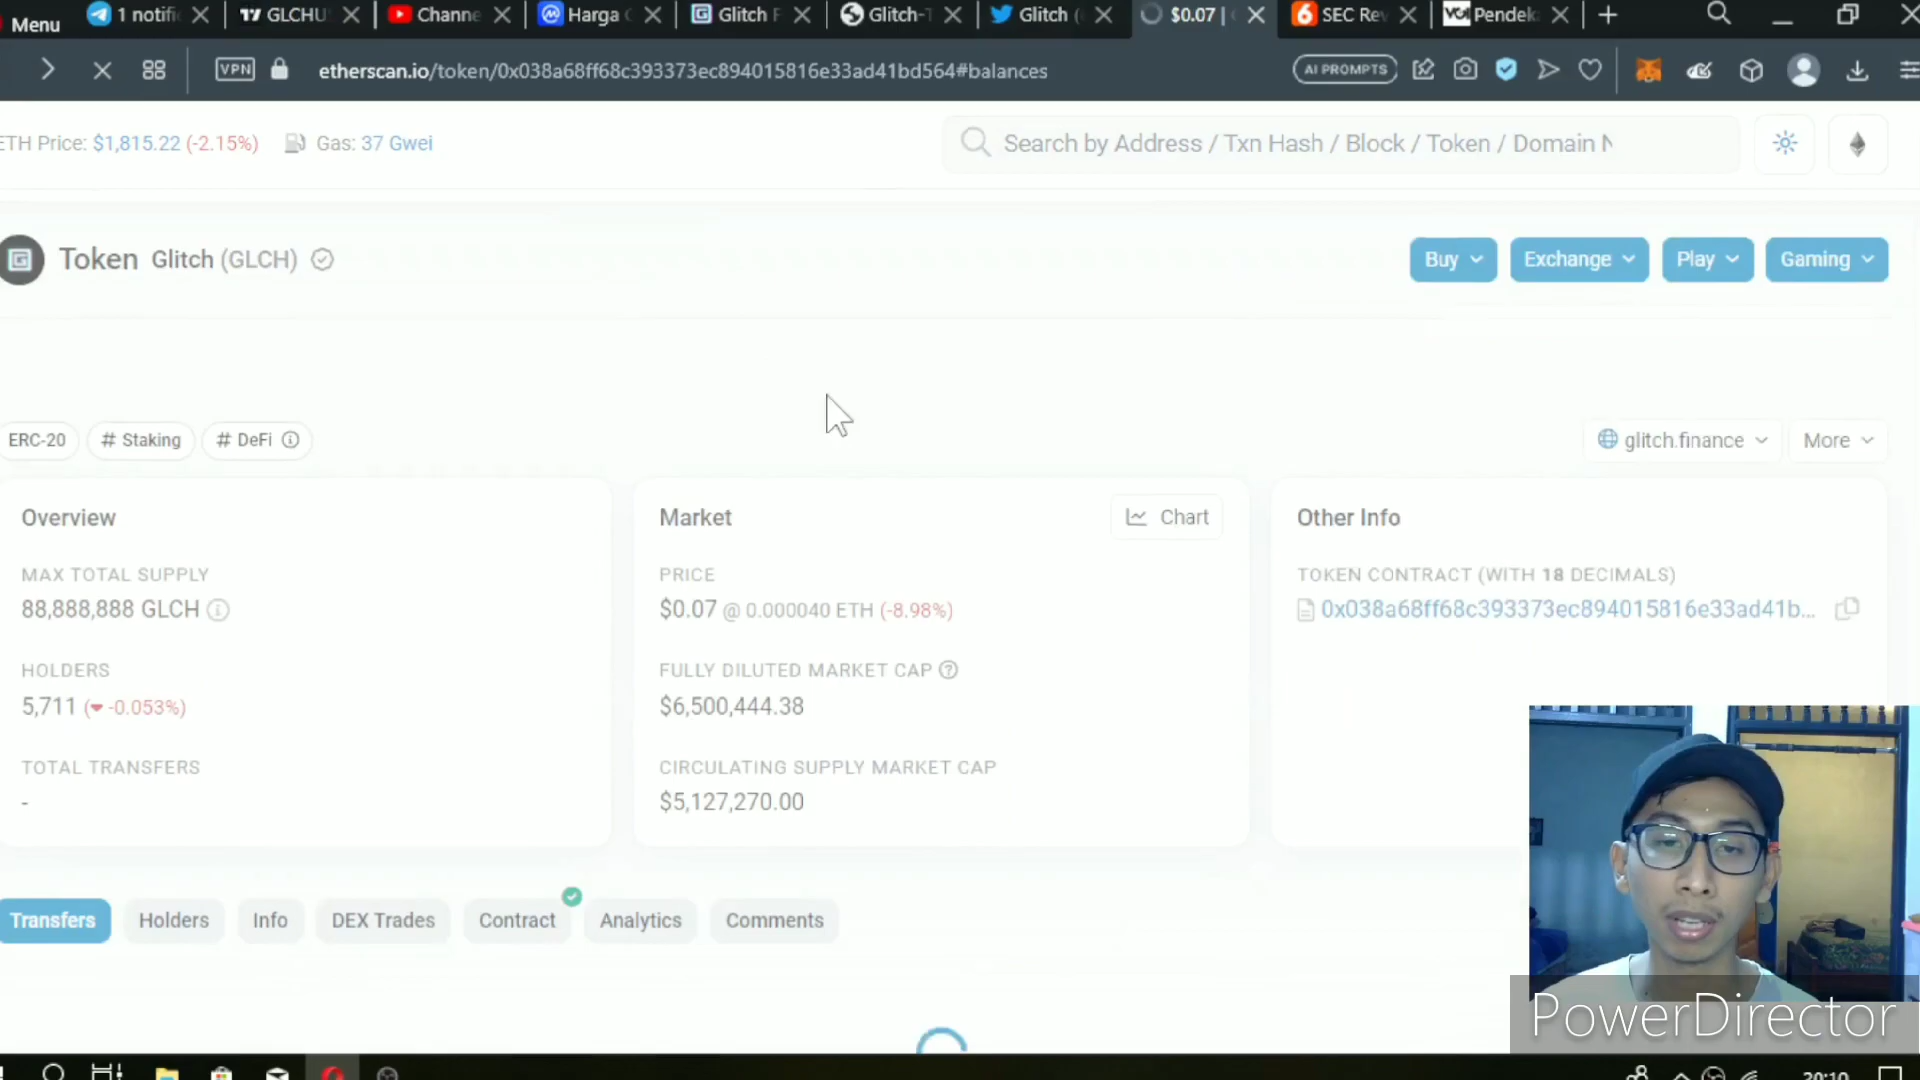 Menu
1 notifi
GLCHU
Channe
Harga
Glitch F
Glitch-T
Glitch (
$0.07 |
SEC Re
Pendek
VPN
etherscan.io/token/0x038a68ff68c393373ec894015816e33ad41bd564#balances
AI PROMPTS
ETH Price: $1,815.22 (-2.15%)
Gas: 37 Gwei
Search by Address / Txn Hash / Block / Token / Domain N
Token Glitch (GLCH)
Buy
Exchange
Play
Gaming
ERC-20
# Staking
# DeFi
glitch.finance
More
Overview
MAX TOTAL SUPPLY
88,888,888 GLCH
HOLDERS
5,711 (-0.053%)
TOTAL TRANSFERS
-
Market
Chart
PRICE
$0.07 @ 0.000040 ETH (-8.98%)
FULLY DILUTED MARKET CAP
$6,500,444.38
CIRCULATING SUPPLY MARKET CAP
$5,127,270.00
Other Info
TOKEN CONTRACT (WITH 18 DECIMALS)
0x038a68ff68c393373ec894015816e33ad41b...
Transfers
Holders
Info
DEX Trades
Contract
Analytics
Comments
PowerDirector
20:10